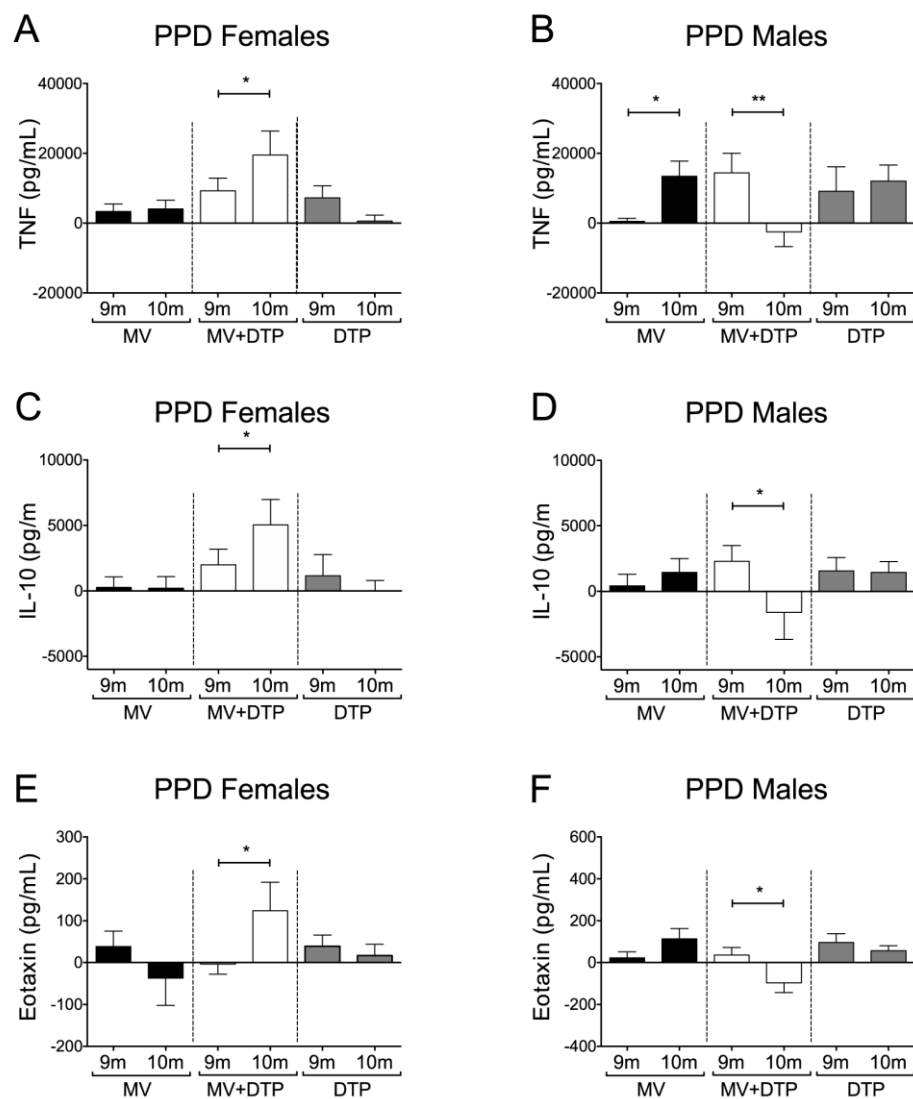 A PPD Females
B PPD Males
*
* **
TNF (pg/mL)
40000
20000
0
-20000
TNF (pg/mL)
40000
20000
0
-20000
9m 10m 9m 10m 9m 10m
MV MV+DTP DTP
9m 10m 9m 10m 9m 10m
MV MV+DTP DTP
C PPD Females
D PPD Males
*
*
IL-10 (pg/m
10000
5000
0
-5000
IL-10 (pg/m
10000
5000
0
-5000
9m 10m 9m 10m 9m 10m
MV MV+DTP DTP
9m 10m 9m 10m 9m 10m
MV MV+DTP DTP
E PPD Females
F PPD Males
*
*
Eotaxin (pg/mL)
300
200
100
0
-100
-200
Eotaxin (pg/mL)
600
400
200
0
-200
-400
9m 10m 9m 10m 9m 10m
MV MV+DTP DTP
9m 10m 9m 10m 9m 10m
MV MV+DTP DTP